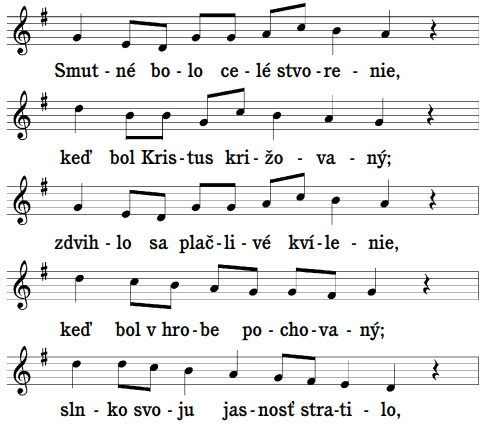 Smut - né bo - lo ce - lé stvo - re - nie,
keď bol Kris - tus kri - žo - va - ný;
zdvih - lo sa plač - li - vé kví - le - nie,
keď bol v hro - be po - cho - va - ný;
sln - ko svo - ju jas - nosť stra - ti - lo,